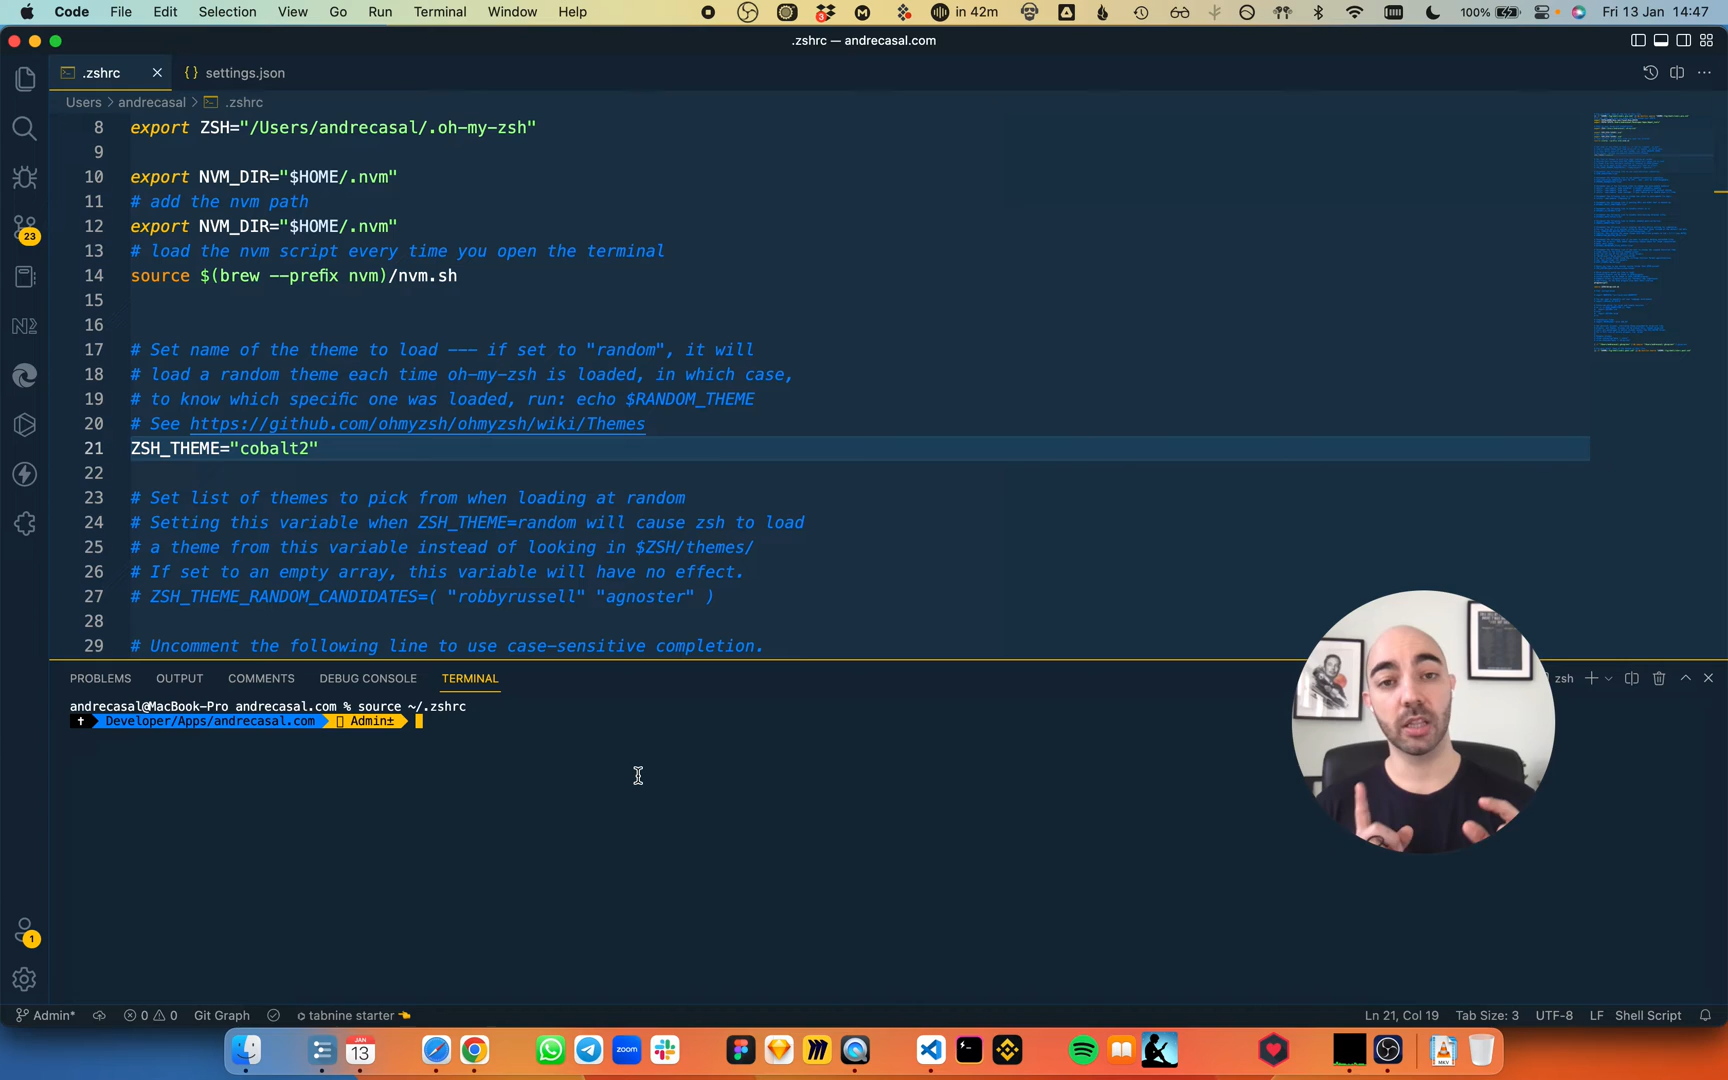 Code File Edit Selection View Go Run Terminal Window Help
3 in 42m 100% Fri 13 Jan 14:47
.zshrc — andrecasal.com
.zshrc
{ } settings.json
Users > andrecasal > .zshrc
8 export ZSH="/Users/andrecasal/.oh-my-zsh"
9
10 export NVM_DIR="$HOME/.nvm"
11 # add the nvm path
12 export NVM_DIR="$HOME/.nvm"
13 # load the nvm script every time you open the terminal
14 source $(brew --prefix nvm)/nvm.sh
15
16
17 # Set name of the theme to load --- if set to "random", it will
18 # load a random theme each time oh-my-zsh is loaded, in which case,
19 # to know which specific one was loaded, run: echo $RANDOM_THEME
20 # See https://github.com/ohmyzsh/ohmyzsh/wiki/Themes
21 ZSH_THEME="cobalt2"
22
23 # Set list of themes to pick from when loading at random
24 # Setting this variable when ZSH_THEME=random will cause zsh to load
25 # a theme from this variable instead of looking in $ZSH/themes/
26 # If set to an empty array, this variable will have no effect.
27 # ZSH_THEME_RANDOM_CANDIDATES=( "robbyrussell" "agnoster" )
28
29 # Uncomment the following line to use case-sensitive completion.
23
1
PROBLEMS OUTPUT COMMENTS DEBUG CONSOLE TERMINAL
zsh
andrecasal@MacBook-Pro andrecasal.com % source ~/.zshrc
Developer/Apps/andrecasal.com Admin±
Admin* 0 0 Git Graph tabnine starter
Ln 21, Col 19 Tab Size: 3 UTF-8 LF Shell Script
JAN
13
zoom
MKV